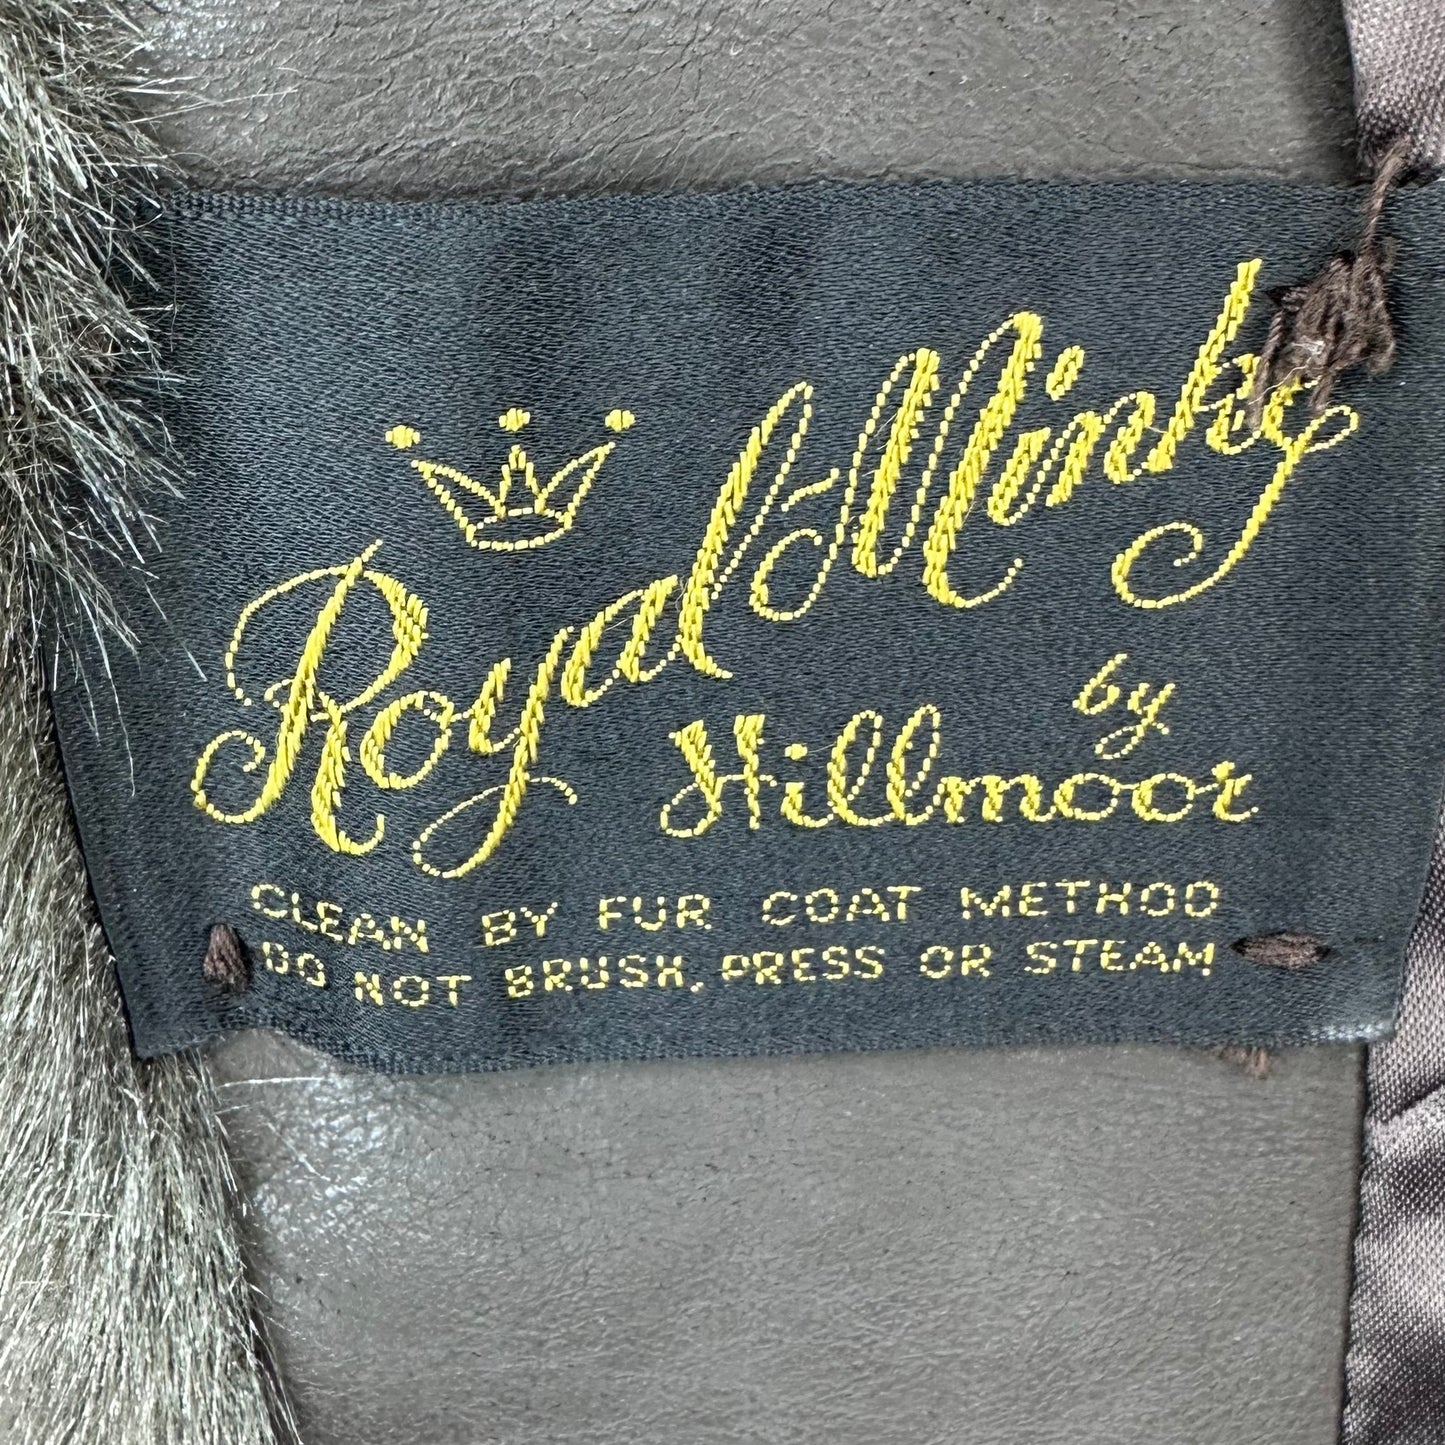 Royal-Minky
by
Hillmoor
CLEAN BY FUR COAT METHOD
DO NOT BRUSH, PRESS OR STEAM